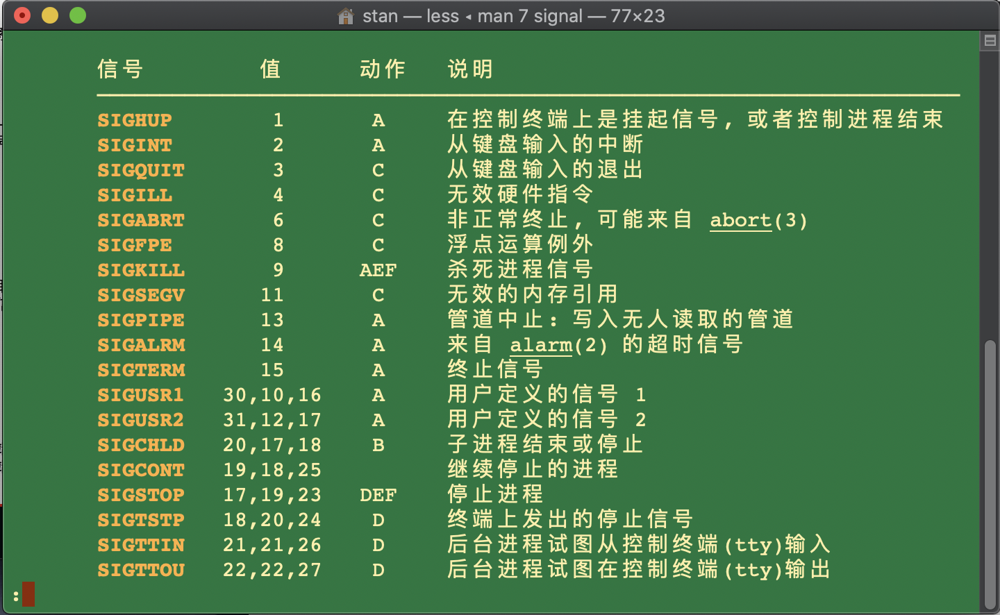 stan — less ◂ man 7 signal — 77×23
信号 值 动作 说明
SIGHUP 1 A 在控制终端上是挂起信号, 或者控制进程结束
SIGINT 2 A 从键盘输入的中断
SIGQUIT 3 C 从键盘输入的退出
SIGILL 4 C 无效硬件指令
SIGABRT 6 C 非正常终止, 可能来自 abort(3)
SIGFPE 8 C 浮点运算例外
SIGKILL 9 AEF 杀死进程信号
SIGSEGV 11 C 无效的内存引用
SIGPIPE 13 A 管道中止: 写入无人读取的管道
SIGALRM 14 A 来自 alarm(2) 的超时信号
SIGTERM 15 A 终止信号
SIGUSR1 30,10,16 A 用户定义的信号 1
SIGUSR2 31,12,17 A 用户定义的信号 2
SIGCHLD 20,17,18 B 子进程结束或停止
SIGCONT 19,18,25 继续停止的进程
SIGSTOP 17,19,23 DEF 停止进程
SIGTSTP 18,20,24 D 终端上发出的停止信号
SIGTTIN 21,21,26 D 后台进程试图从控制终端(tty)输入
SIGTTOU 22,22,27 D 后台进程试图在控制终端(tty)输出
: